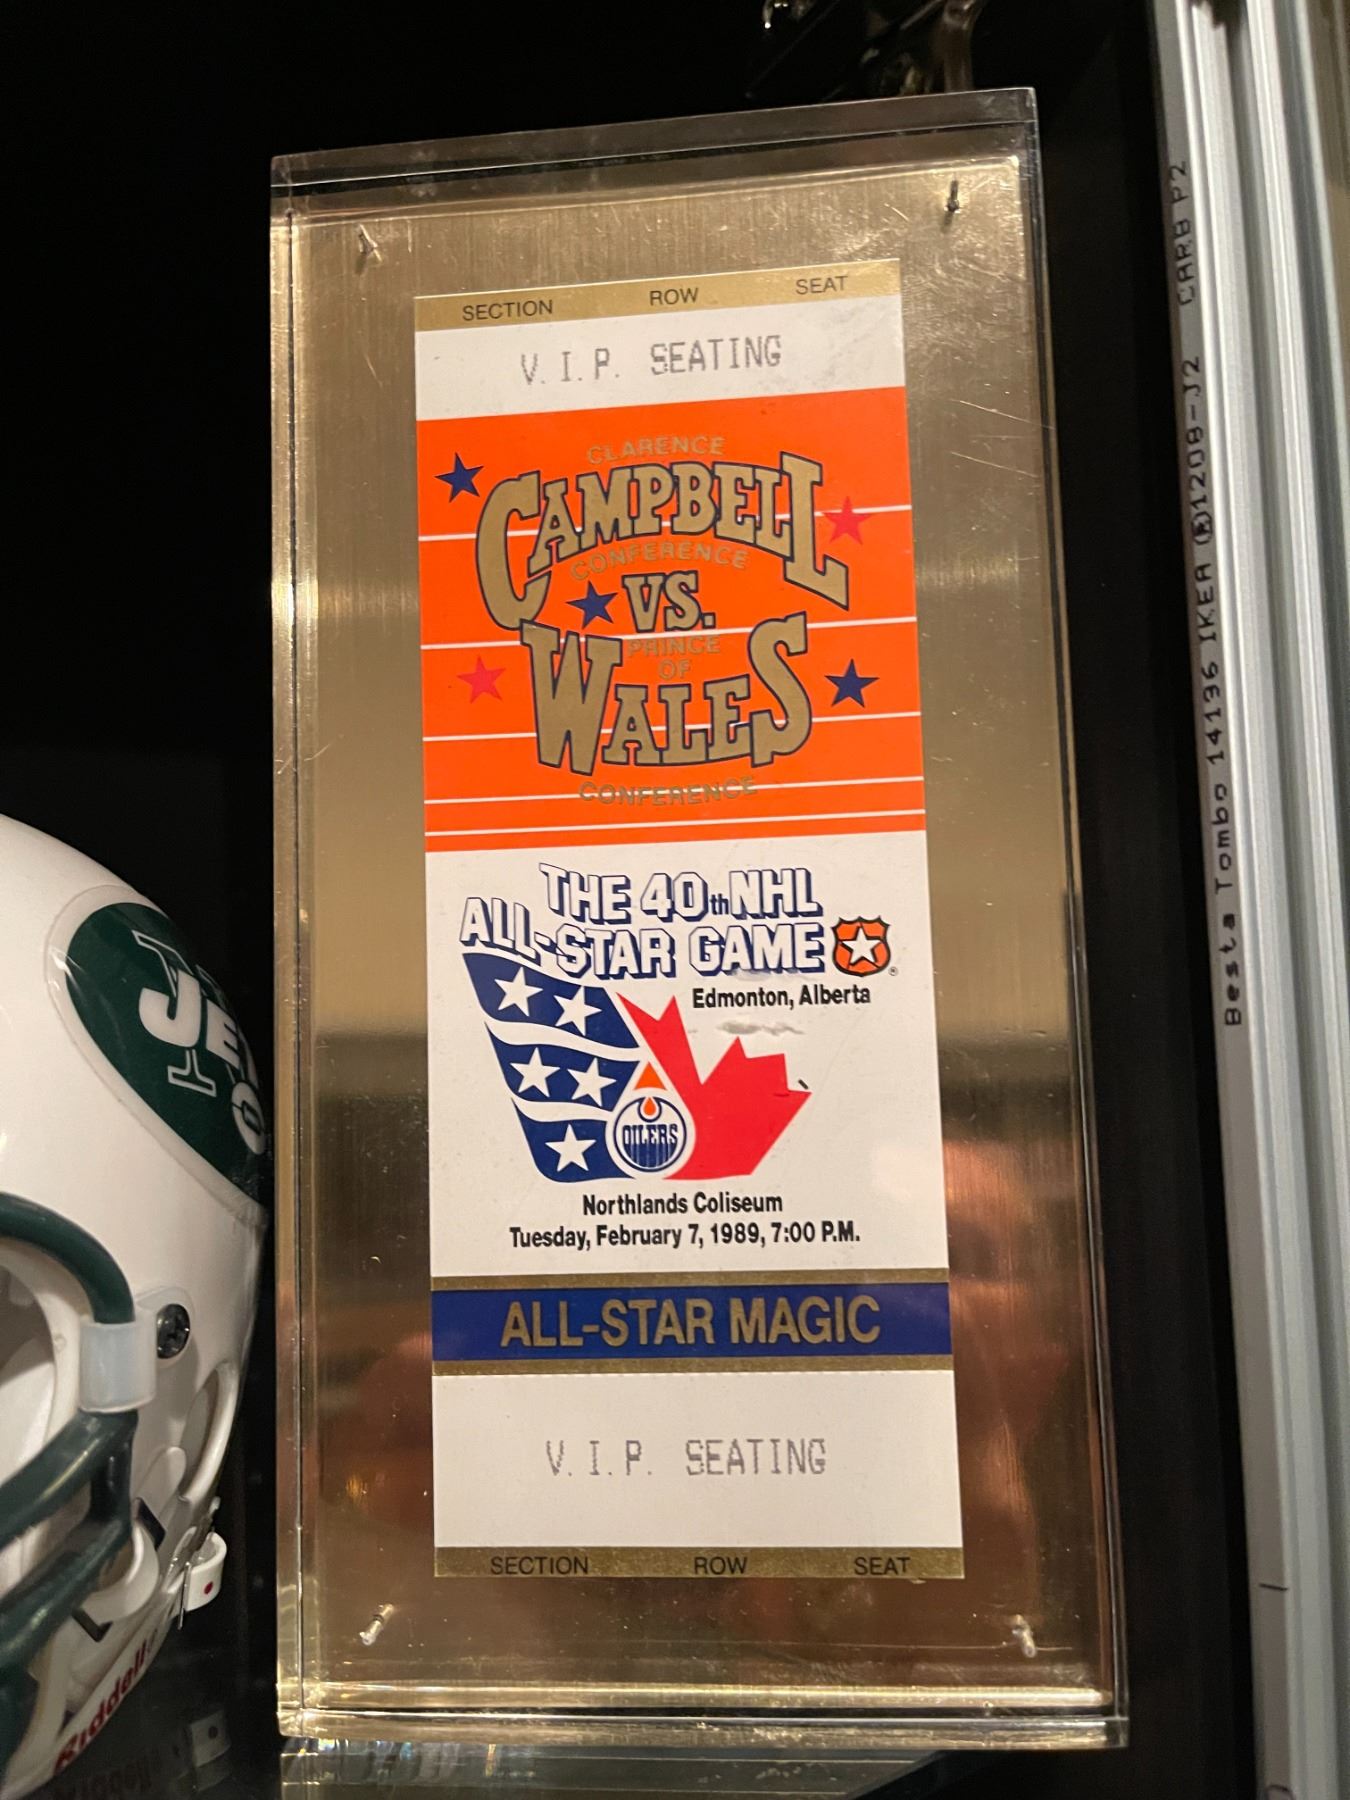 SECTION ROW SEAT
V.I.P. SEATING
CLARENCE
CAMPBELL
CONFERENCE
VS.
PRINCE
OF
WALES
CONFERENCE
THE 40th NHL
ALL-STAR GAME
®
Edmonton, Alberta
OILERS
Northlands Coliseum
Tuesday, February 7, 1989, 7:00 P.M.
ALL-STAR MAGIC
V.I.P. SEATING
SECTION ROW SEAT
JE
Riddell
Besta Tombo 14136 IKEA ®1208-J2 CARB P2